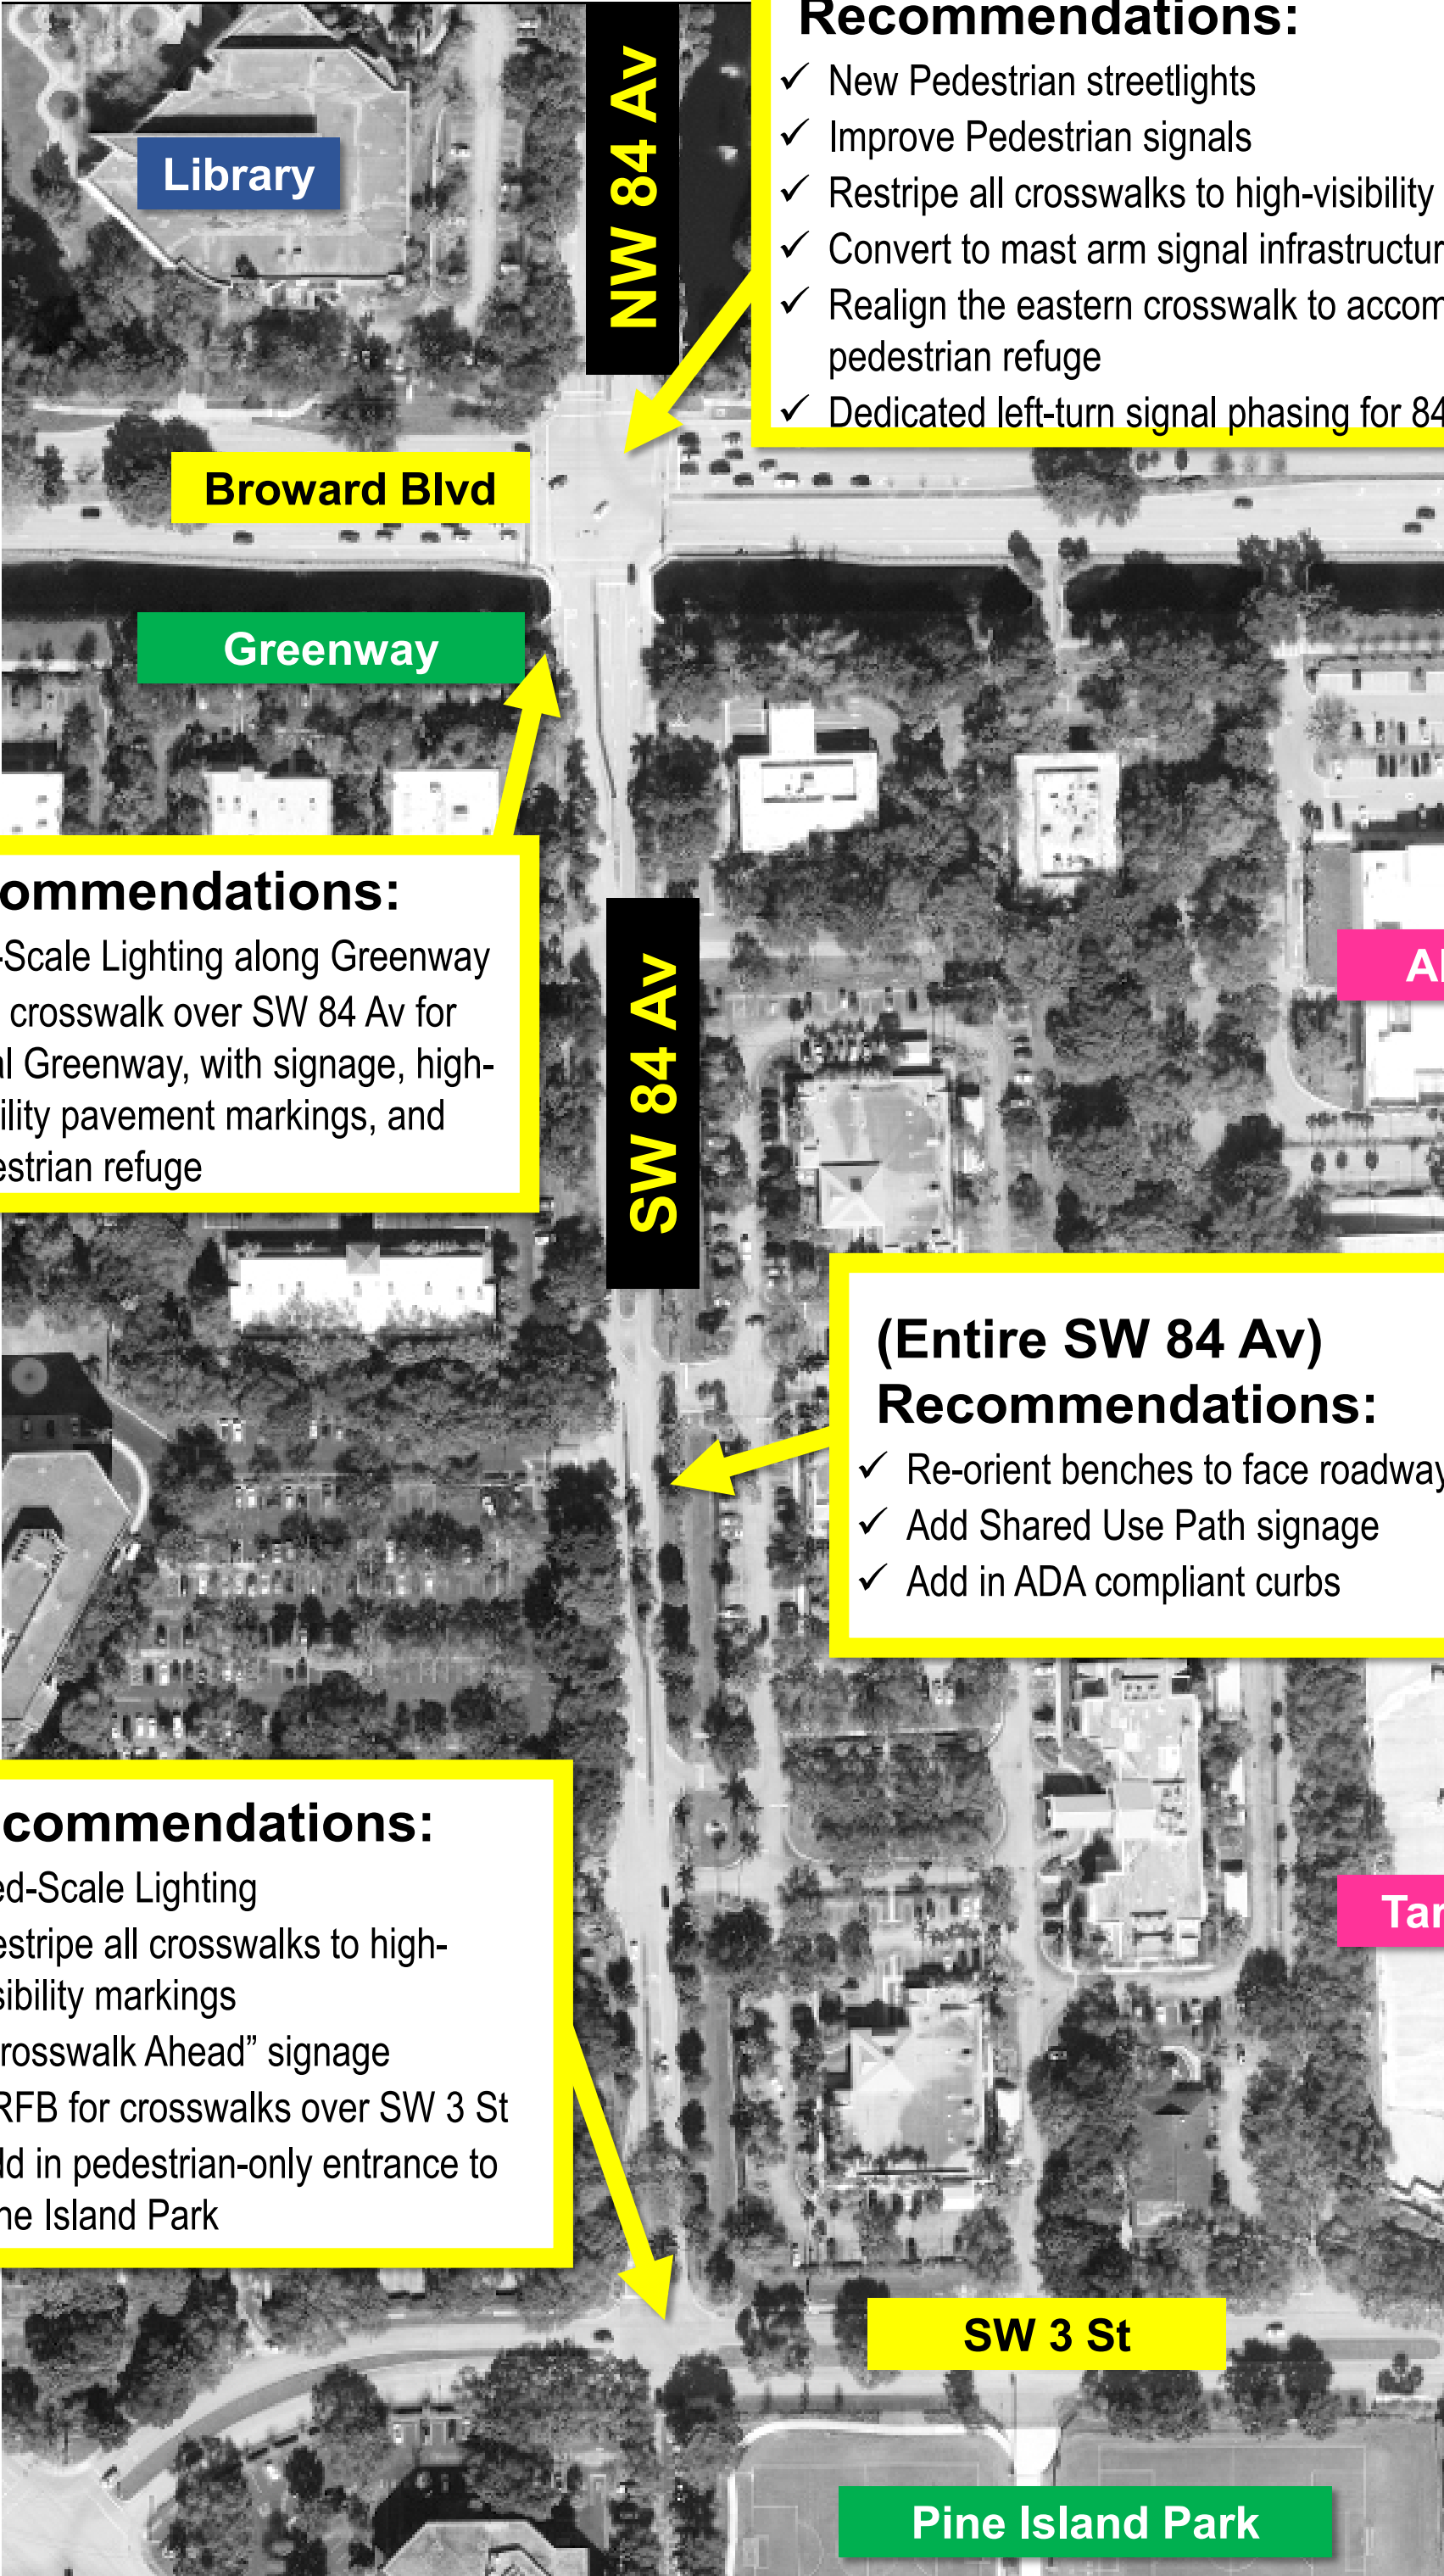 Recommendations:
✓ New Pedestrian streetlights
✓ Improve Pedestrian signals
✓ Restripe all crosswalks to high-visibility
✓ Convert to mast arm signal
✓ Realign the eastern crosswalk to
pedestrian refuge
✓ Dedicated left-turn signal phasing for 84
NW 84 Av
Library
Broward Blvd
Greenway
ommendations:
-Scale Lighting along Greenway
crosswalk over SW 84 Av for
al Greenway, with signage, high-
ility pavement markings, and
estrian refuge
SW 84 Av
(Entire SW 84 Av)
Recommendations:
✓ Re-orient benches to face roadway
✓ Add Shared Use Path signage
✓ Add in ADA compliant curbs
commendations:
ed-Scale Lighting
estripe all crosswalks to high-
sibility markings
rosswalk Ahead” signage
RFB for crosswalks over SW 3 St
dd in pedestrian-only entrance to
ne Island Park
Tar
SW 3 St
Pine Island Park